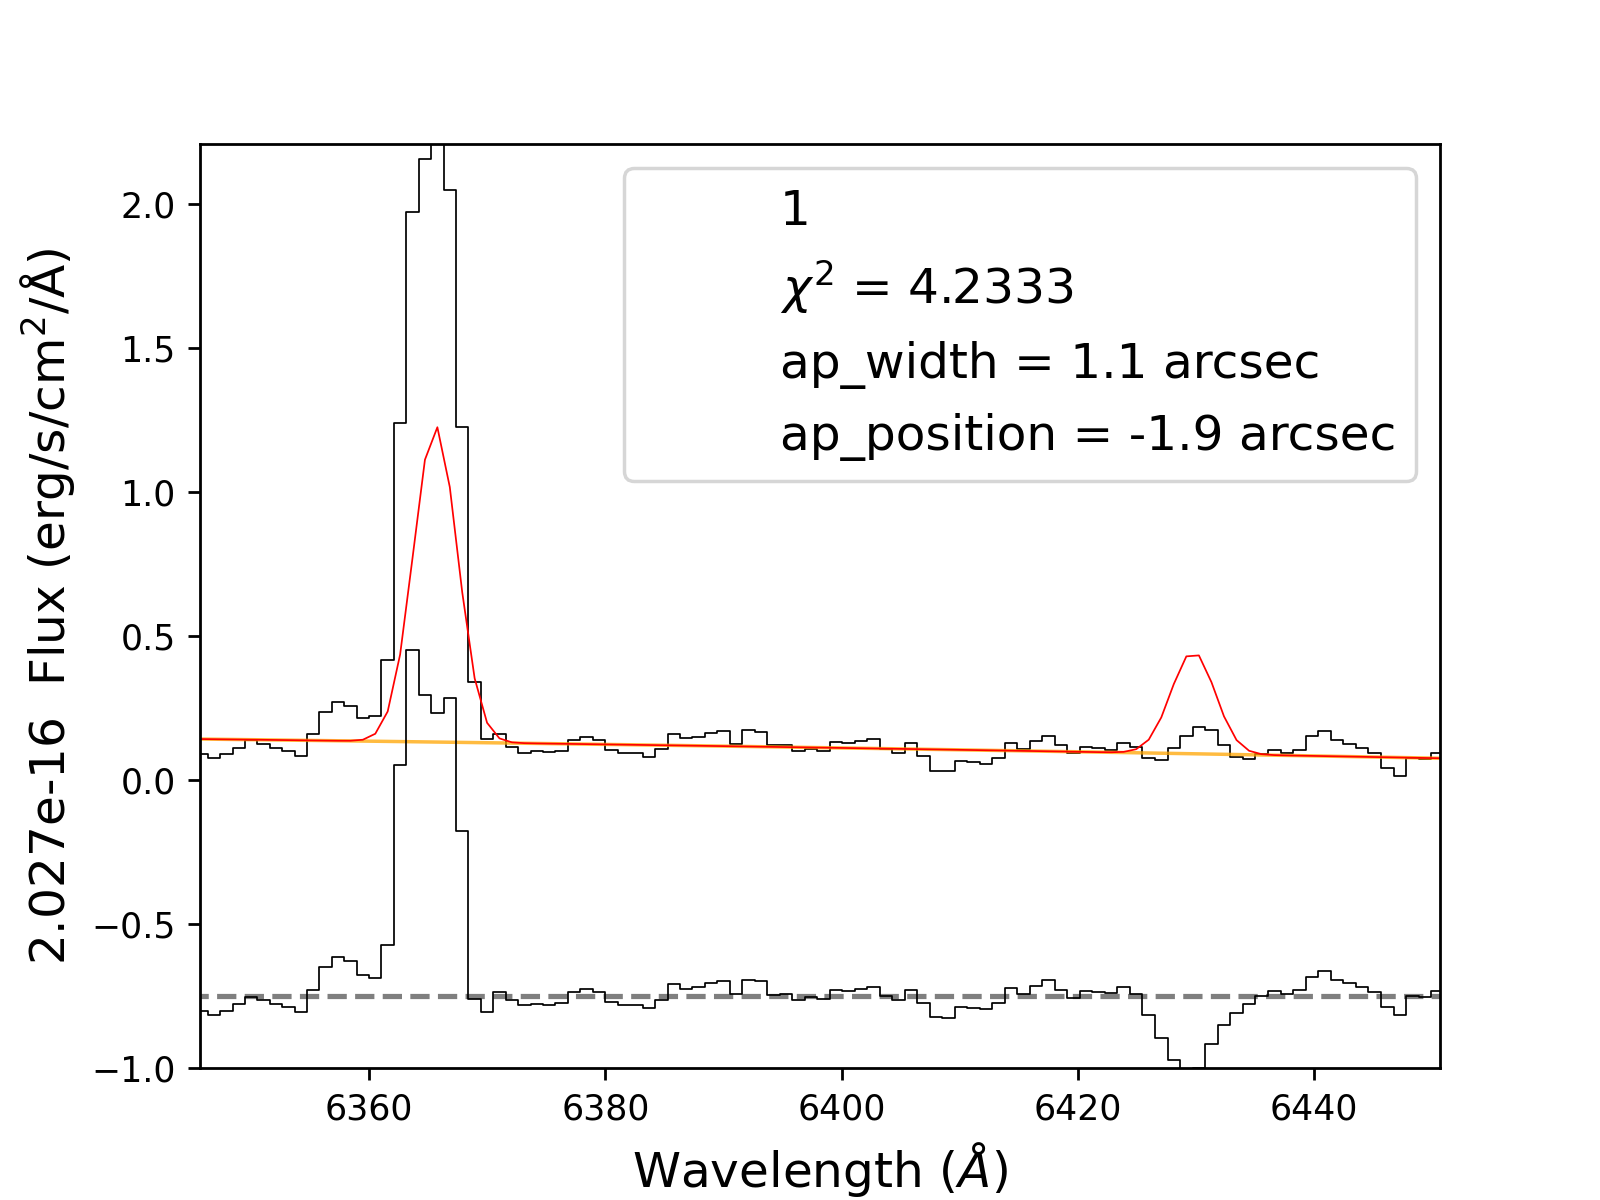 1
χ² = 4.2333
ap_width = 1.1 arcsec
ap_position = -1.9 arcsec
2.027e-16 Flux (erg/s/cm²/Å)
2.0
1.5
1.0
0.5
0.0
−0.5
−1.0
6360 6380 6400 6420 6440
Wavelength (Å)